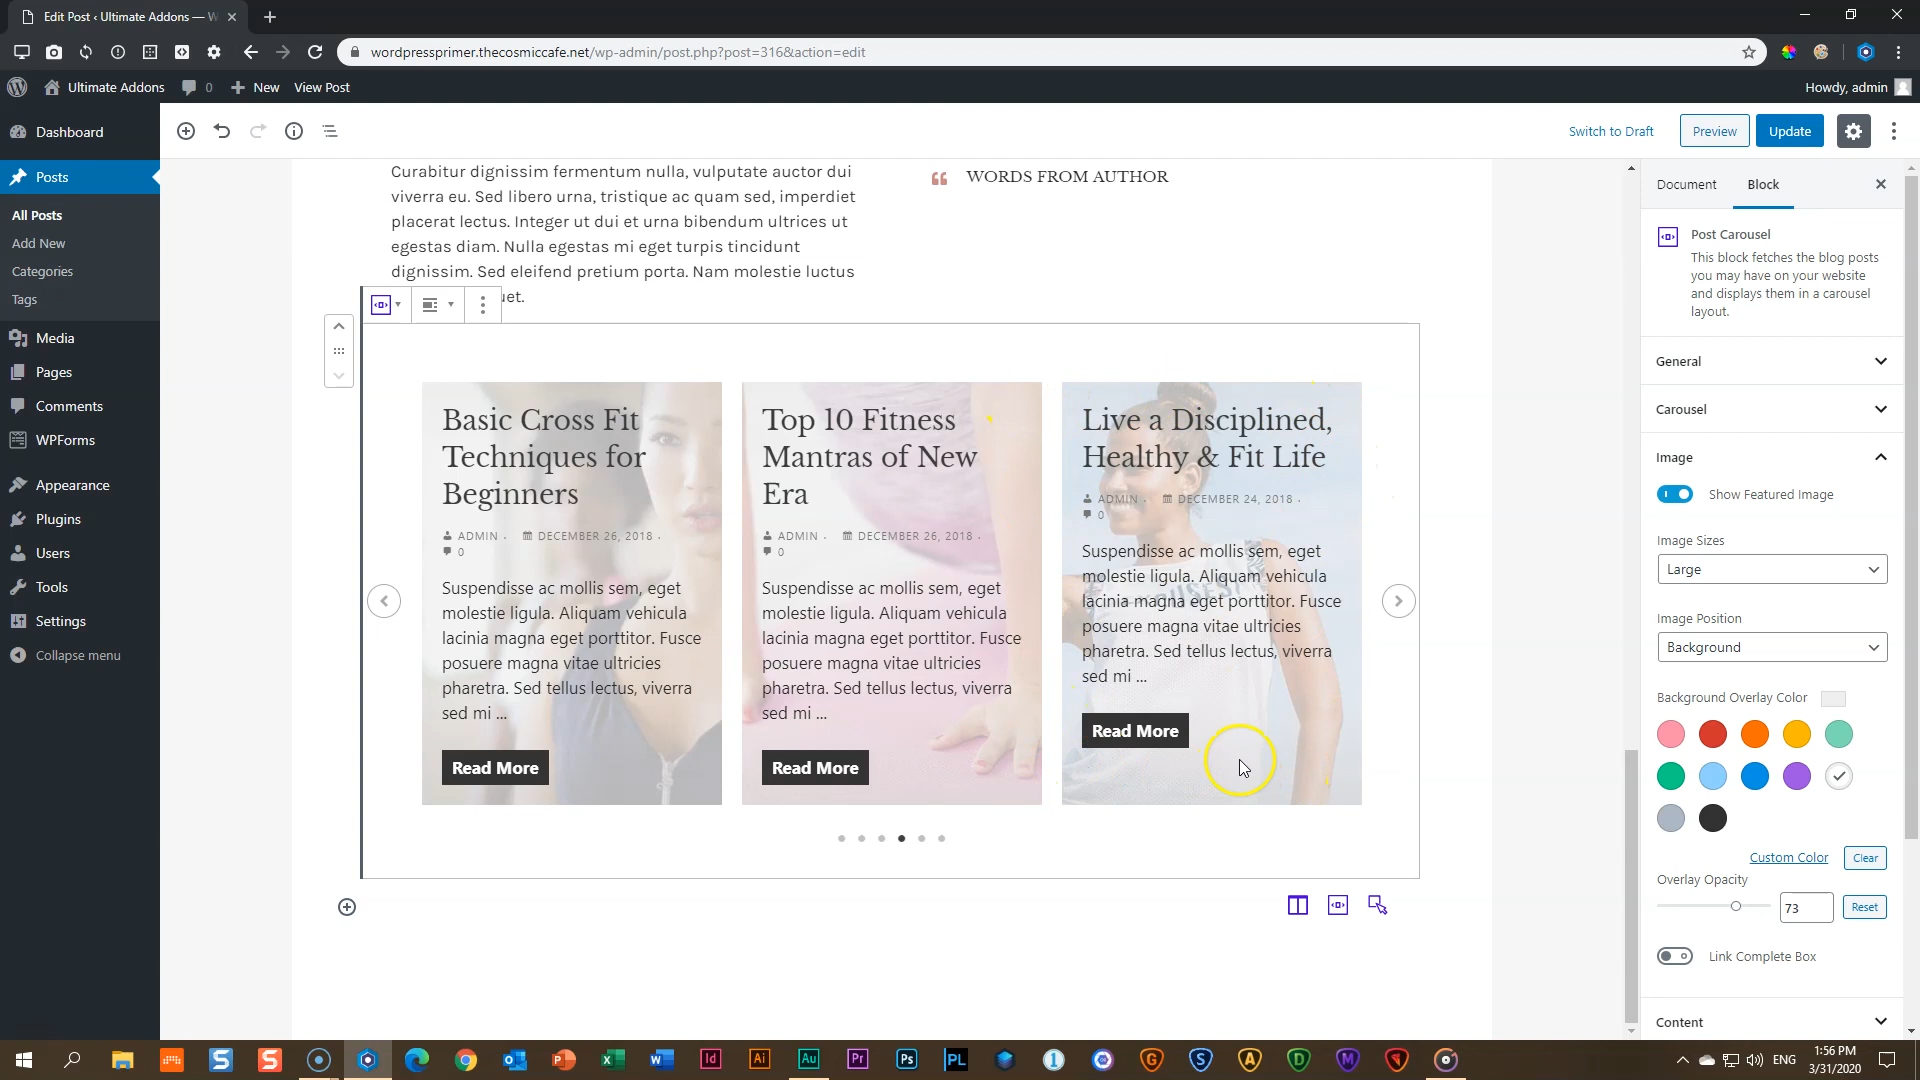 Edit Post ‹ Ultimate Addons — W
wordpressprimer.thecosmiccafe.net/wp-admin/post.php?post=316&action=edit
Ultimate Addons
0
New
View Post
Howdy, admin
Dashboard
Posts
All Posts
Add New
Categories
Tags
Media
Pages
Comments
WPForms
Appearance
Plugins
Users
Tools
Settings
Collapse menu
Switch to Draft
Preview
Update
Curabitur dignissim fermentum nulla, vulputate auctor dui
viverra eu. Sed libero urna, tristique ac quam sed, imperdiet
placerat lectus. Integer ut dui et urna bibendum ultrices ut
egestas diam. Nulla egestas mi eget turpis tincidunt
dignissim. Sed eleifend pretium porta. Nam molestie luctus
uet.
WORDS FROM AUTHOR
Basic Cross Fit
Techniques for
Beginners
ADMIN · DECEMBER 26, 2018 ·
0
Suspendisse ac mollis sem, eget
molestie ligula. Aliquam vehicula
lacinia magna eget porttitor. Fusce
posuere magna vitae ultricies
pharetra. Sed tellus lectus, viverra
sed mi ...
Read More
Top 10 Fitness
Mantras of New
Era
ADMIN · DECEMBER 26, 2018 ·
0
Suspendisse ac mollis sem, eget
molestie ligula. Aliquam vehicula
lacinia magna eget porttitor. Fusce
posuere magna vitae ultricies
pharetra. Sed tellus lectus, viverra
sed mi ...
Read More
Live a Disciplined,
Healthy & Fit Life
ADMIN · DECEMBER 24, 2018 ·
0
Suspendisse ac mollis sem, eget
molestie ligula. Aliquam vehicula
lacinia magna eget porttitor. Fusce
posuere magna vitae ultricies
pharetra. Sed tellus lectus, viverra
sed mi ...
Read More
Document
Block
Post Carousel
This block fetches the blog posts
you may have on your website
and displays them in a carousel
layout.
General
Carousel
Image
Show Featured Image
Image Sizes
Large
Image Position
Background
Background Overlay Color
Custom Color
Clear
Overlay Opacity
73
Reset
Link Complete Box
Content
Id
Ai
Au
Pr
Ps
PL
ENG
1:56 PM
3/31/2020